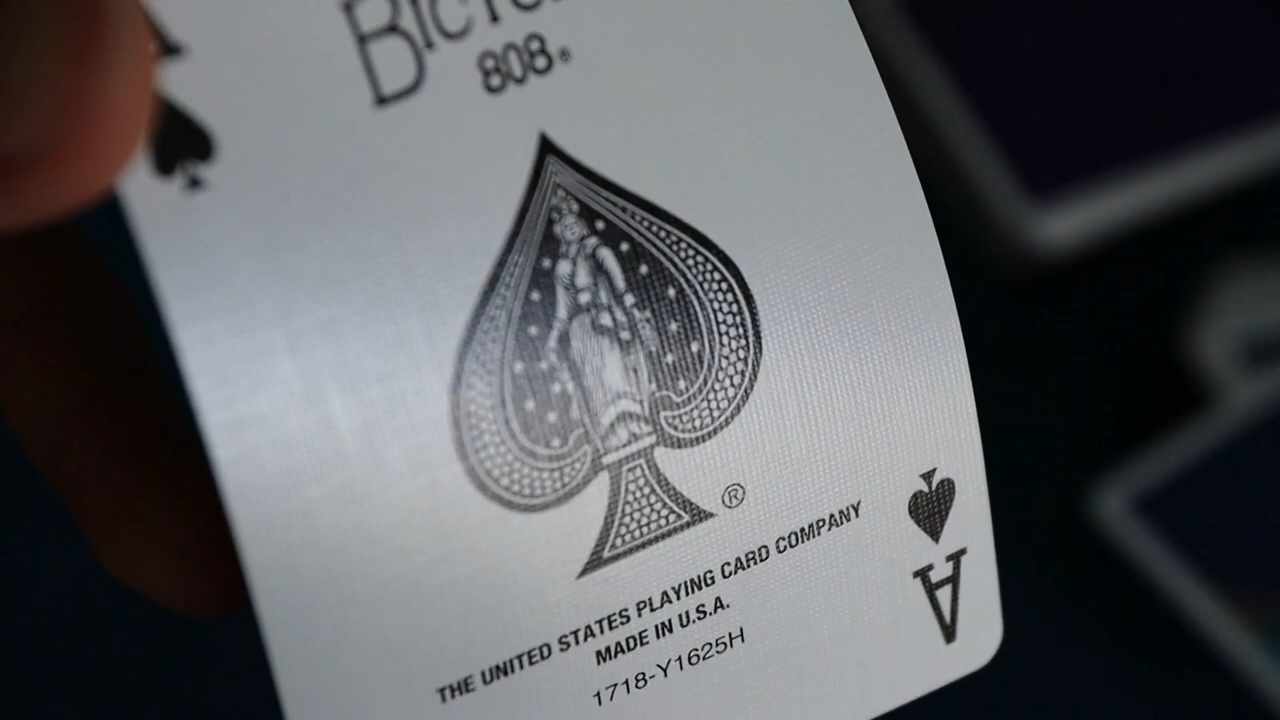 808®
®
THE UNITED STATES PLAYING CARD COMPANY
MADE IN U.S.A.
1718-Y1625H
A